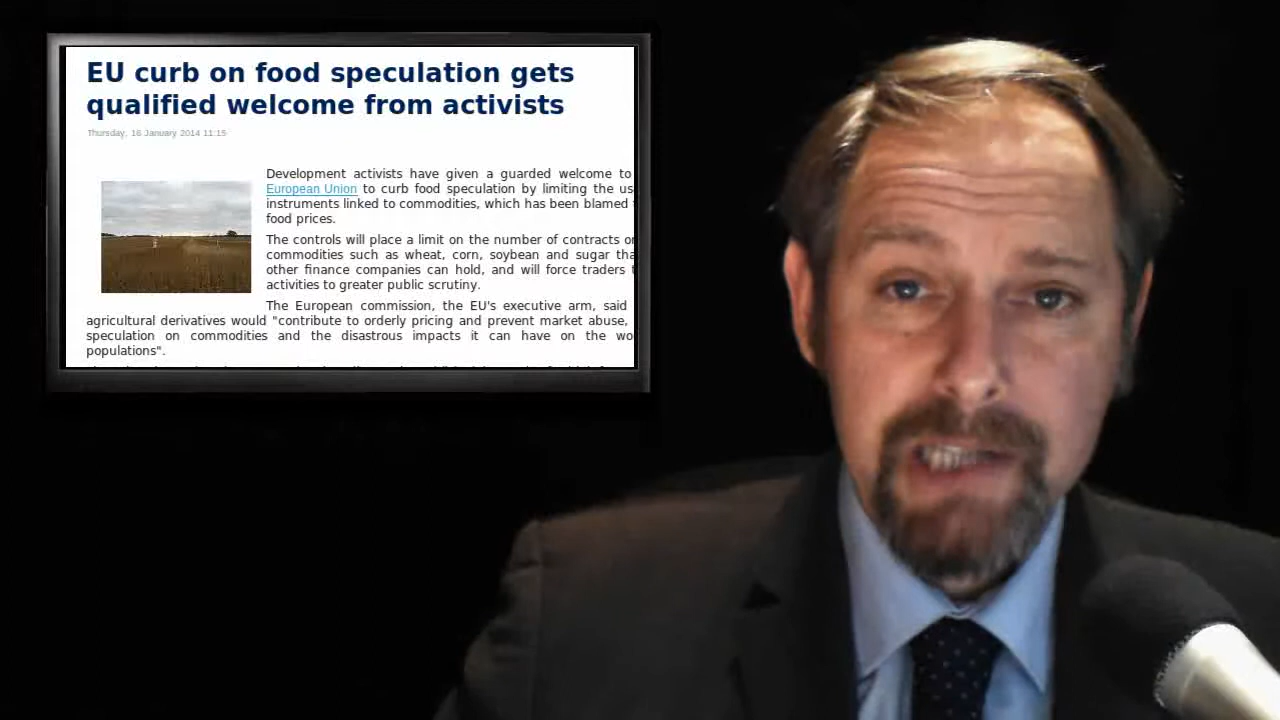 EU curb on food speculation gets
qualified welcome from activists
Thursday, 16 January 2014 11:15
Development activists have given a guarded welcome to
European Union to curb food speculation by limiting the us
instruments linked to commodities, which has been blamed
food prices.
The controls will place a limit on the number of contracts o
commodities such as wheat, corn, soybean and sugar tha
other finance companies can hold, and will force traders
activities to greater public scrutiny.
The European commission, the EU's executive arm, said
agricultural derivatives would "contribute to orderly pricing and prevent market abuse,
speculation on commodities and the disastrous impacts it can have on the wo
populations".